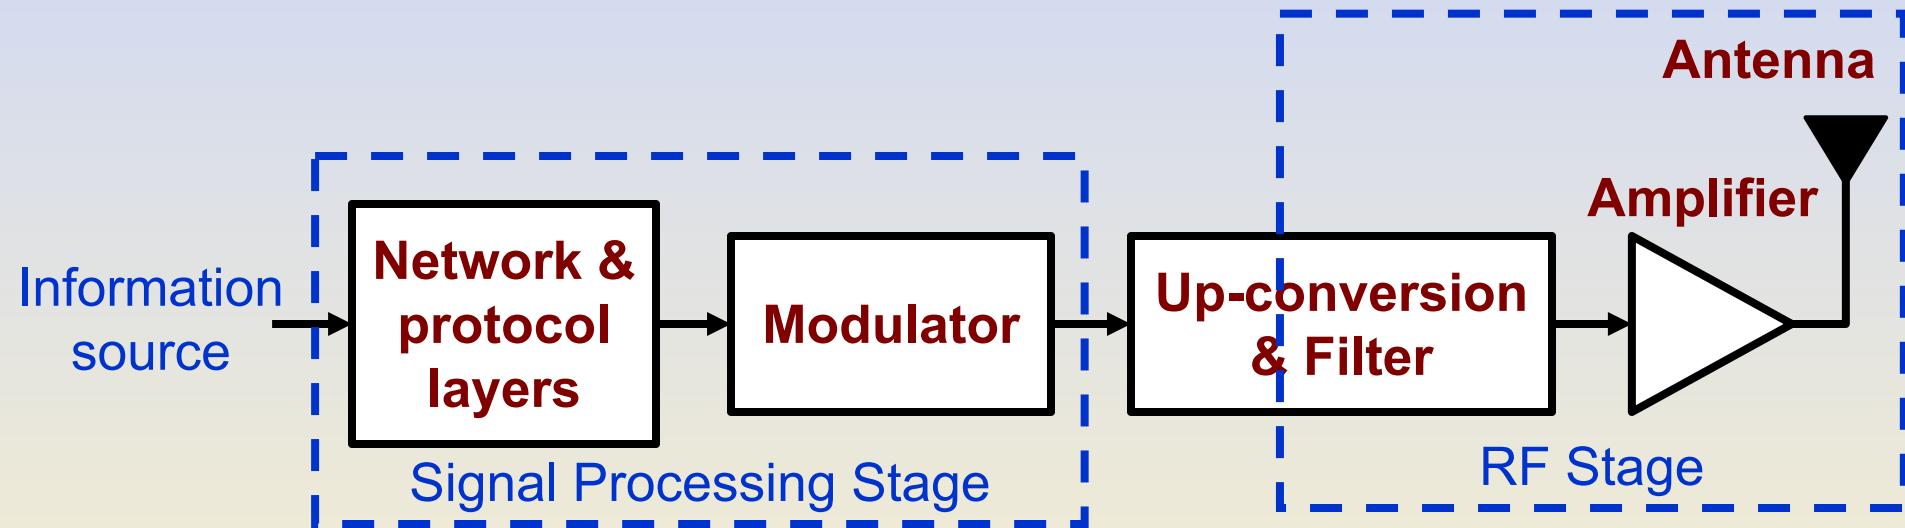 Antenna
Amplifier
Information
source
Network &
protocol
layers
Modulator
Up-conversion
& Filter
Signal Processing Stage
RF Stage